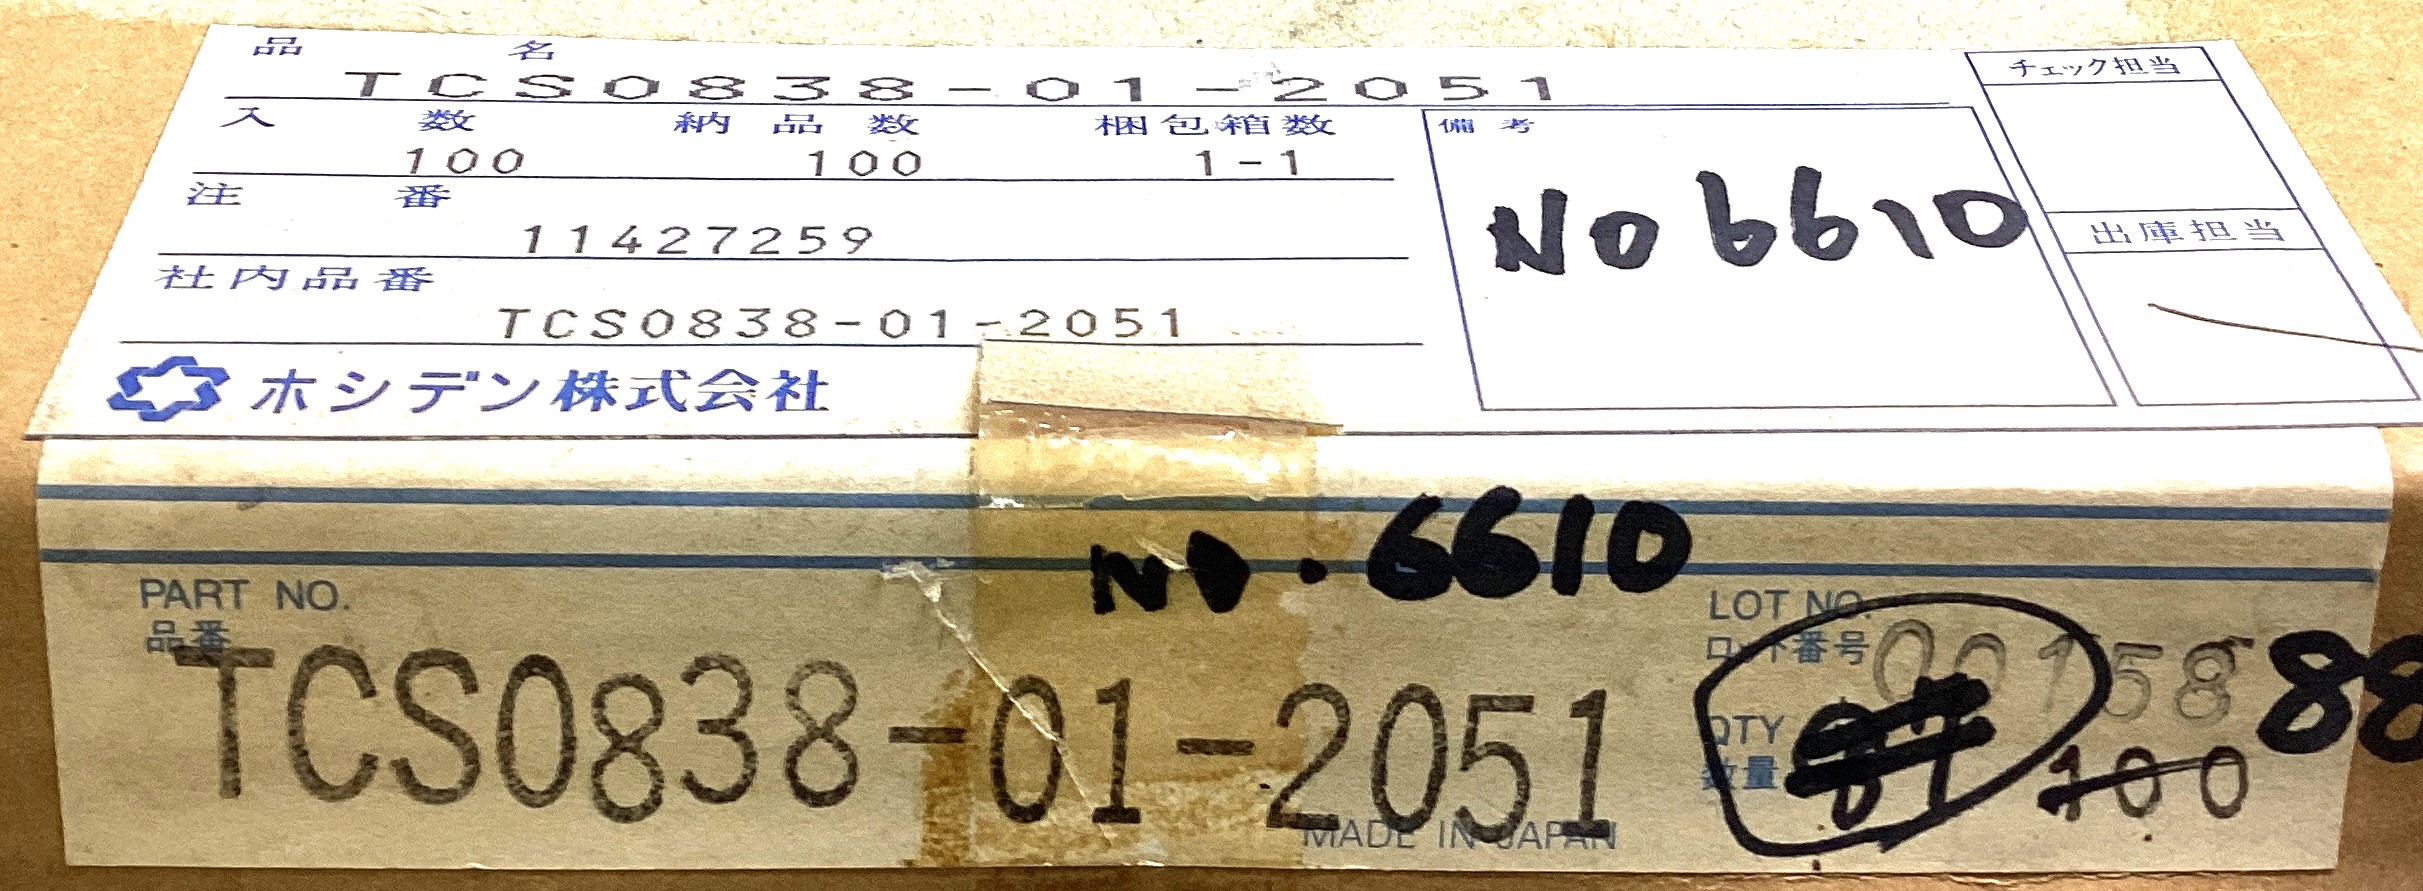 品名
TCS0838-01-2051
チェック担当
入数 納品数 梱包箱数
100 100 1-1
備考
NO 6610
注番
11427259
出庫担当
社内品番
TCS0838-01-2051
ホシデン株式会社
NO.6610
PART NO.
品番
TCS0838-01-2051
LOT NO.
ロット番号 00158
88
QTY
数量
100
MADE IN JAPAN